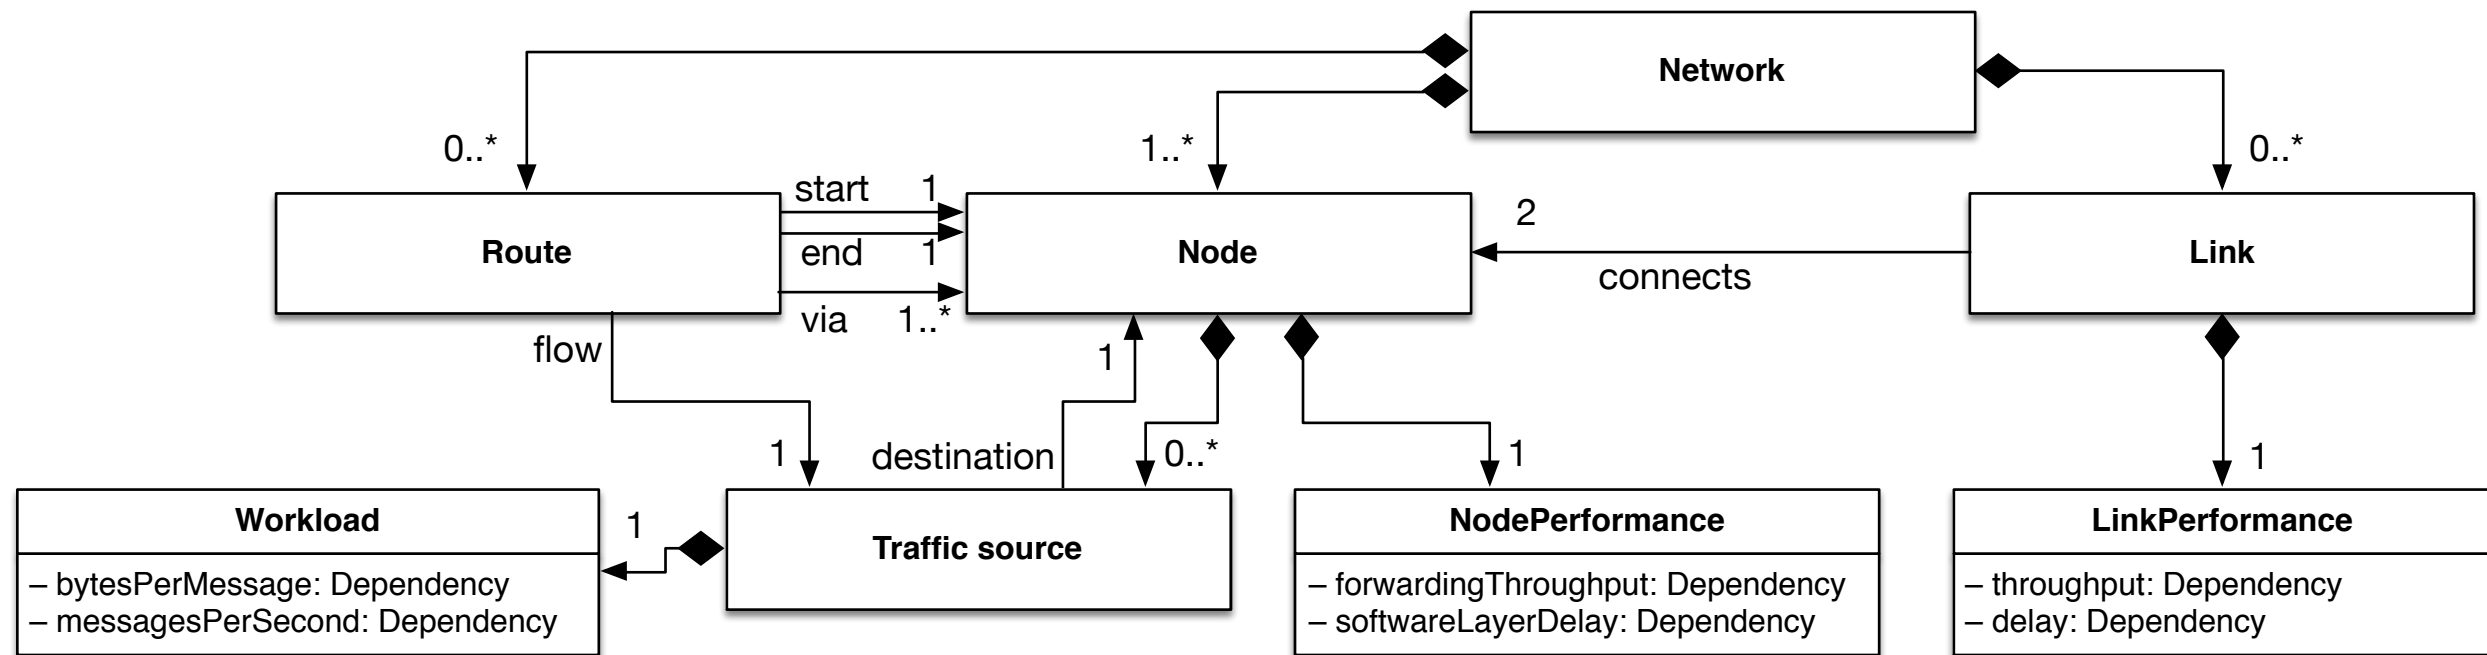 Network
0..*
1..*
0..*
start 1
2
Route
end 1
Node
Link
connects
via 1..*
flow
1
1
destination
0..*
1
1
Workload
1
NodePerformance
LinkPerformance
Traffic source
– bytesPerMessage: Dependency
– messagesPerSecond: Dependency
– forwardingThroughput: Dependency
– softwareLayerDelay: Dependency
– throughput: Dependency
– delay: Dependency